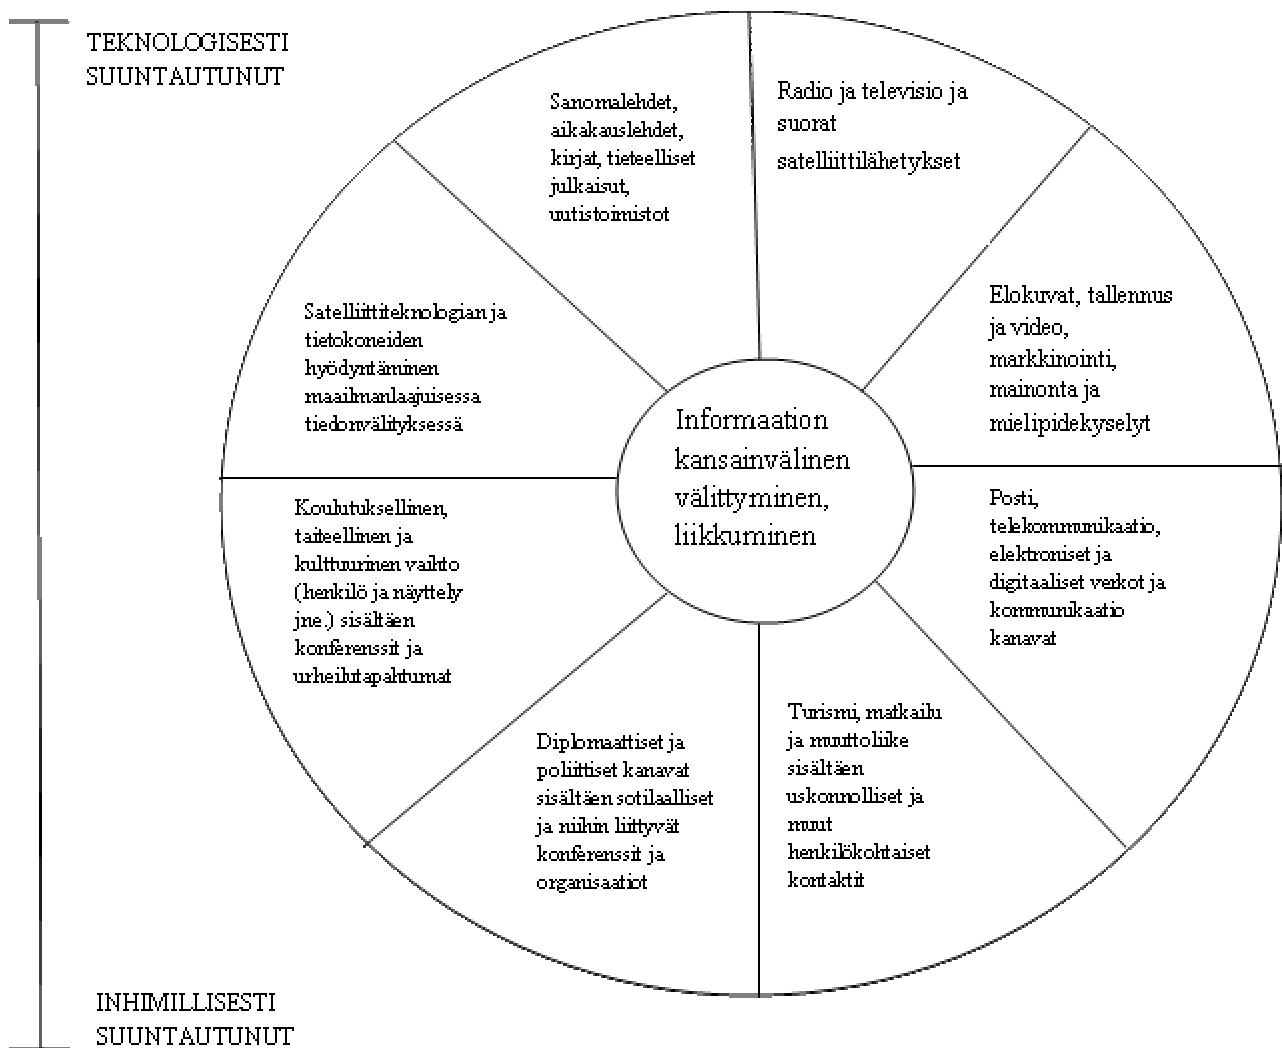 TEKNOLOGISESTI
SUUNTAUTUNUT
Sanomalehdet,
aikakauslehdet,
kirjat, tieteelliset
julkaisut,
uutistoimistot
Radio ja televisio ja
suorat
satelliittilähetykset
Elokuvat, tallennus
ja video,
markkinointi,
mainonta ja
mielipidekyselyt
Satelliittiteknologian ja
tietokoneiden
hyödyntäminen
maailmanlaajuisessa
tiedonvälityksessä
Informaation
kansainvälinen
välittyminen,
liikkuminen
Posti,
telekommunikaatio,
elektroniset ja
digitaaliset verkot ja
kommunikaatio
kanavat
Koulutuksellinen,
taiteellinen ja
kulttuurinen vaihto
(henkilö ja näyttely
jne.) sisältäen
konferenssit ja
urheilutapahtumat
Diplomaattiset ja
poliittiset kanavat
sisältäen sotilaalliset
ja niihin liittyvät
konferenssit ja
organisaatiot
Turismi, matkailu
ja muuttoliike
sisältäen
uskonnolliset ja
muut
henkilökohtaiset
kontaktit
INHIMILLISESTI
SUUNTAUTUNUT